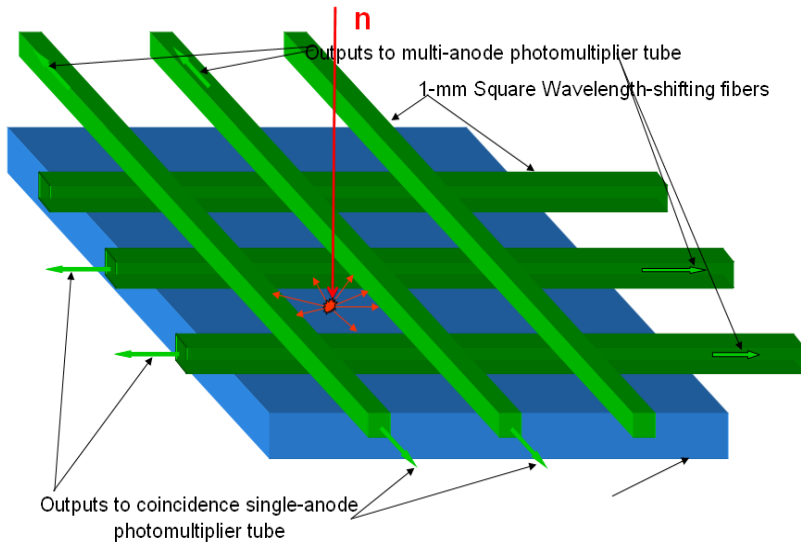 n
Outputs to multi-anode photomultiplier tube
1-mm Square Wavelength-shifting fibers
Outputs to coincidence single-anode
photomultiplier tube